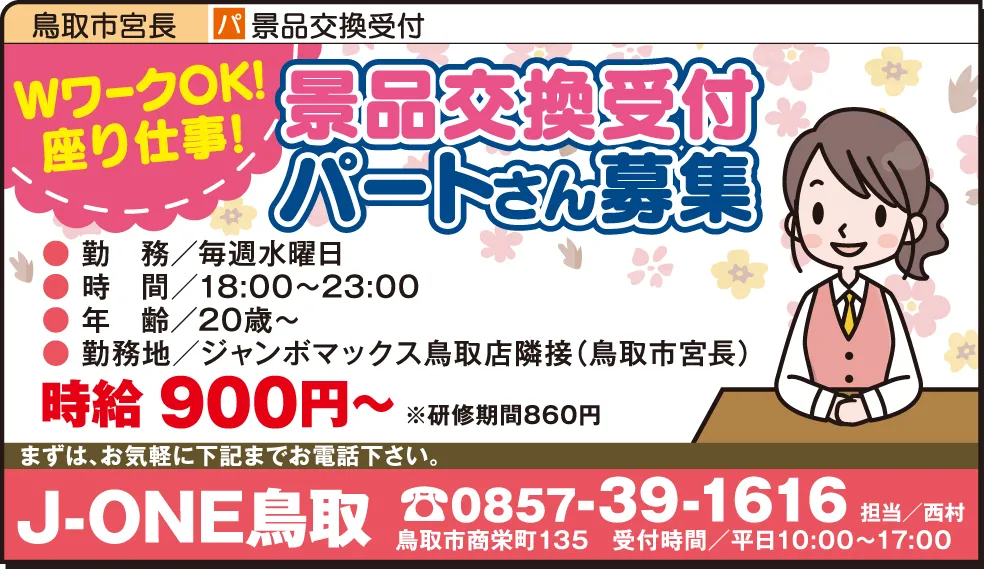 鳥取市宮長 パ 景品交換受付
WワークOK!
座り仕事!
景品交換受付
パートさん募集
● 勤　務／毎週水曜日
● 時　間／18:00〜23:00
● 年　齢／20歳〜
● 勤務地／ジャンボマックス鳥取店隣接(鳥取市宮長)
時給 900円〜 ※研修期間860円
まずは、お気軽に下記までお電話下さい。
J-ONE鳥取
☎0857-39-1616 担当／西村
鳥取市商栄町135　受付時間／平日10:00〜17:00